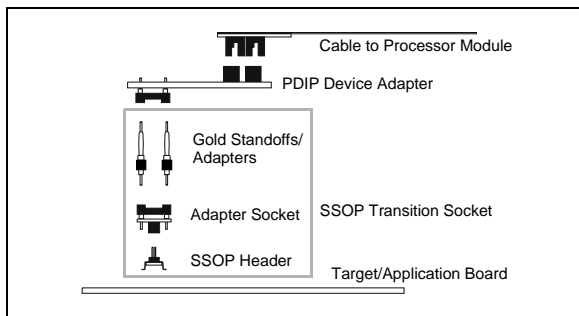 Cable to Processor Module
PDIP Device Adapter
Gold Standoffs/
Adapters
Adapter Socket
SSOP Transition Socket
SSOP Header
Target/Application Board